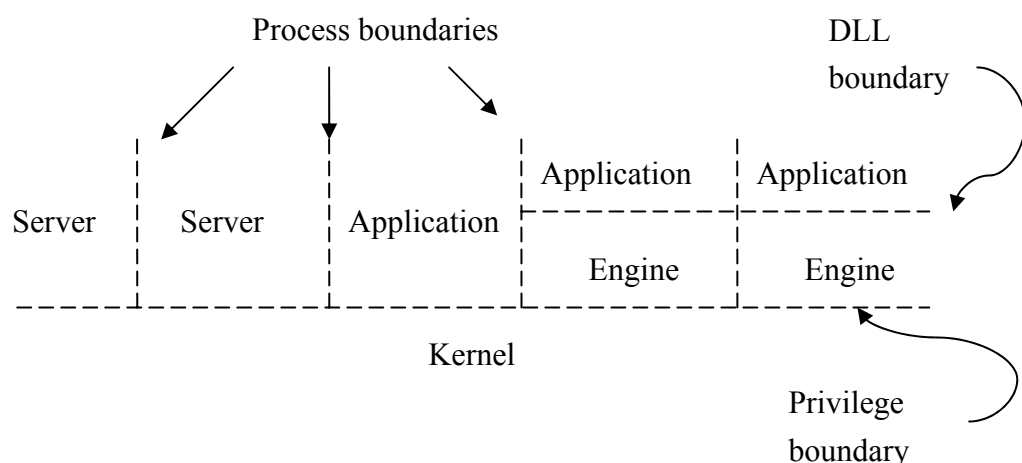 Process boundaries
DLL
boundary
Application
Application
Server
Server
Application
Engine
Engine
Kernel
Privilege
boundary